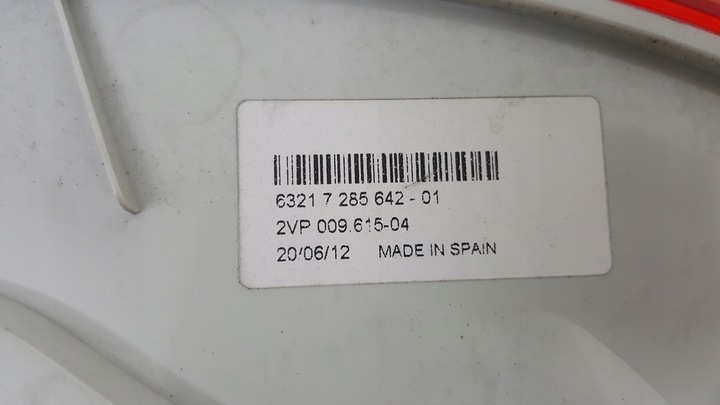 6321 7 285 642 - 01
2VP 009.615-04
20/06/12 MADE IN SPAIN